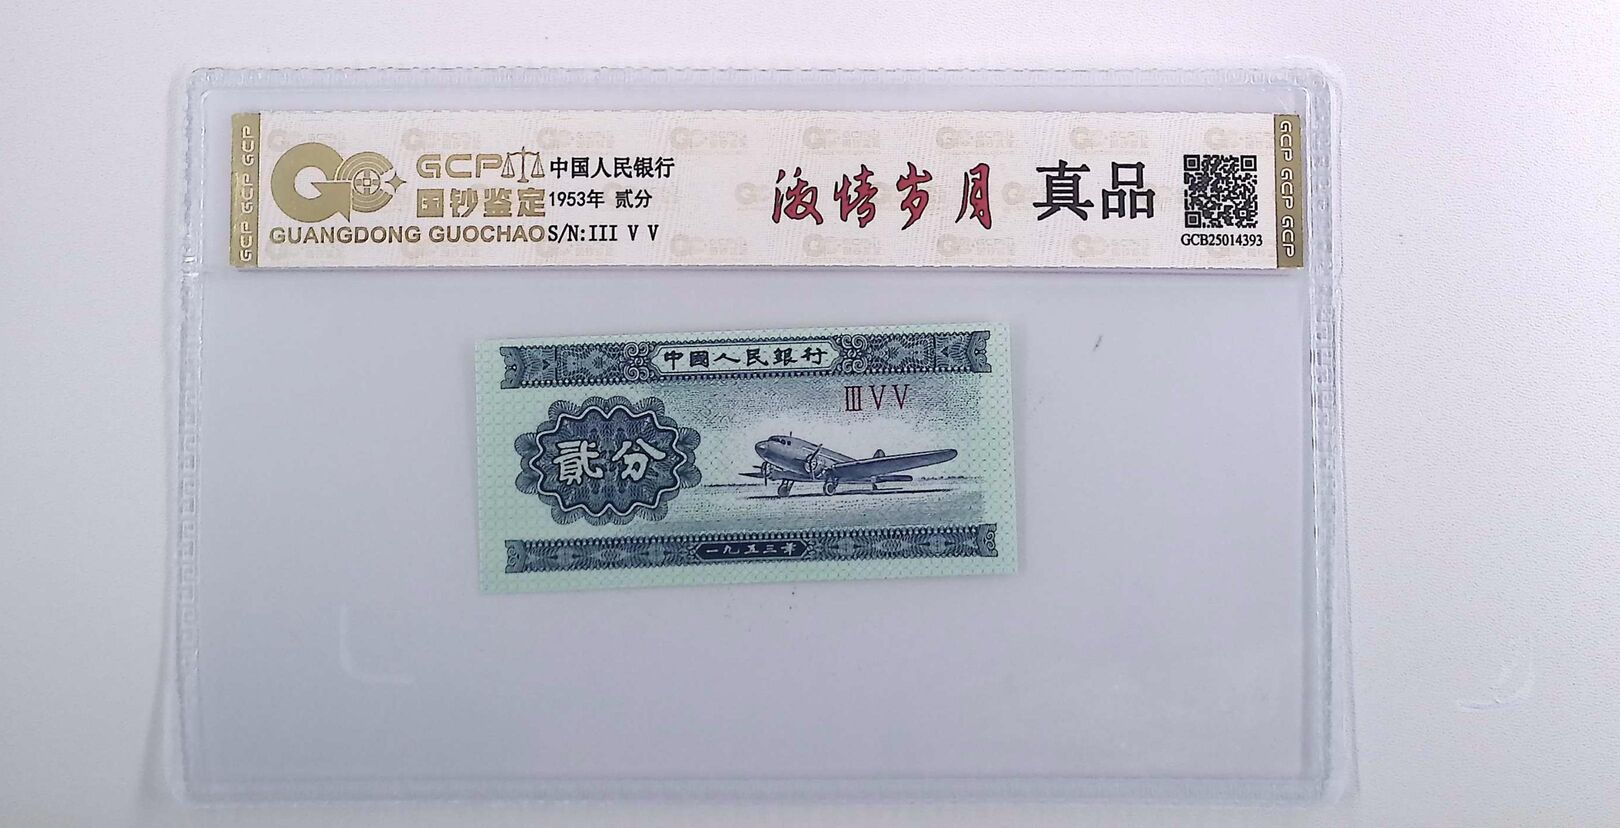 GCP
国钞鉴定
GUANGDONG GUOCHAO
中国人民银行
1953年 贰分
S/N:III V V
激情岁月
真品
GCB25014393
GCP GCP GCP
GCP GCP GCP
中國人民銀行
ⅢⅤⅤ
貳分
一九五三年